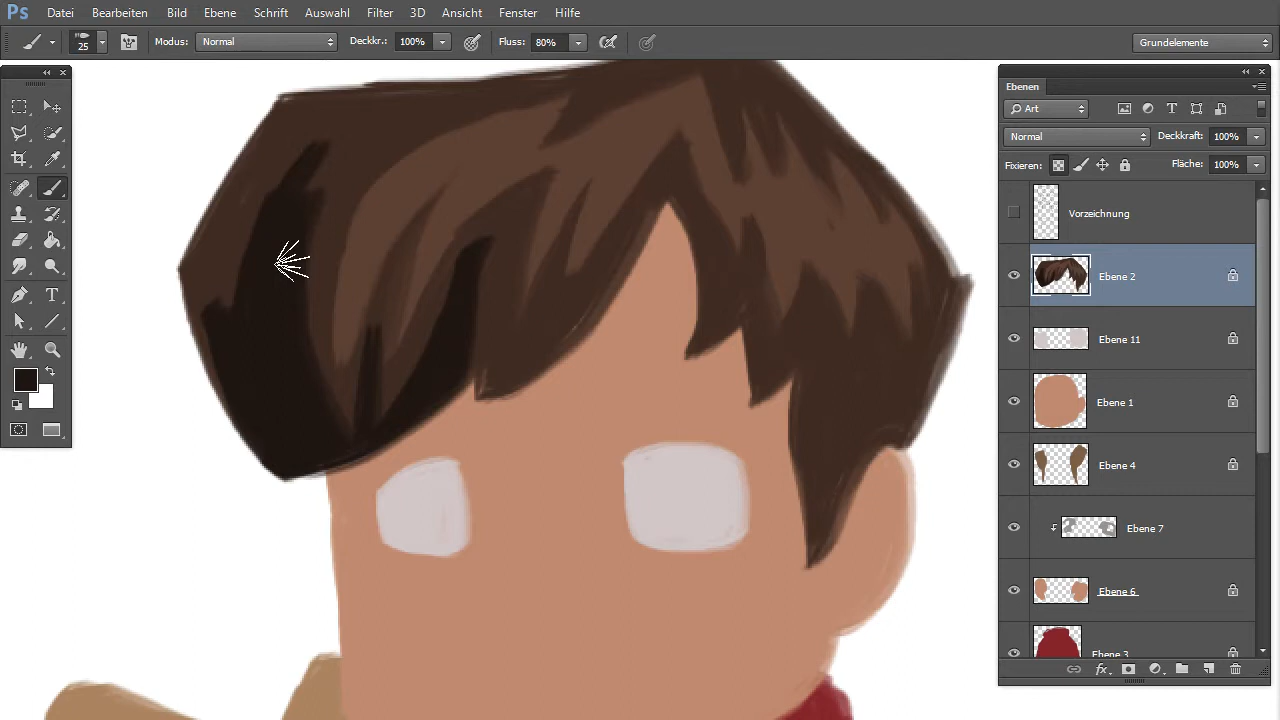 Ps Datei Bearbeiten Bild Ebene Schrift Auswahl Filter 3D Ansicht Fenster Hilfe
25 Modus: Normal Deckkr.: 100% Fluss: 80% Grundelemente
Ebenen
Art
Normal Deckkraft: 100%
Fixieren: Fläche: 100%
Vorzeichnung
Ebene 2
Ebene 11
Ebene 1
Ebene 4
Ebene 7
Ebene 6
Ebene 3